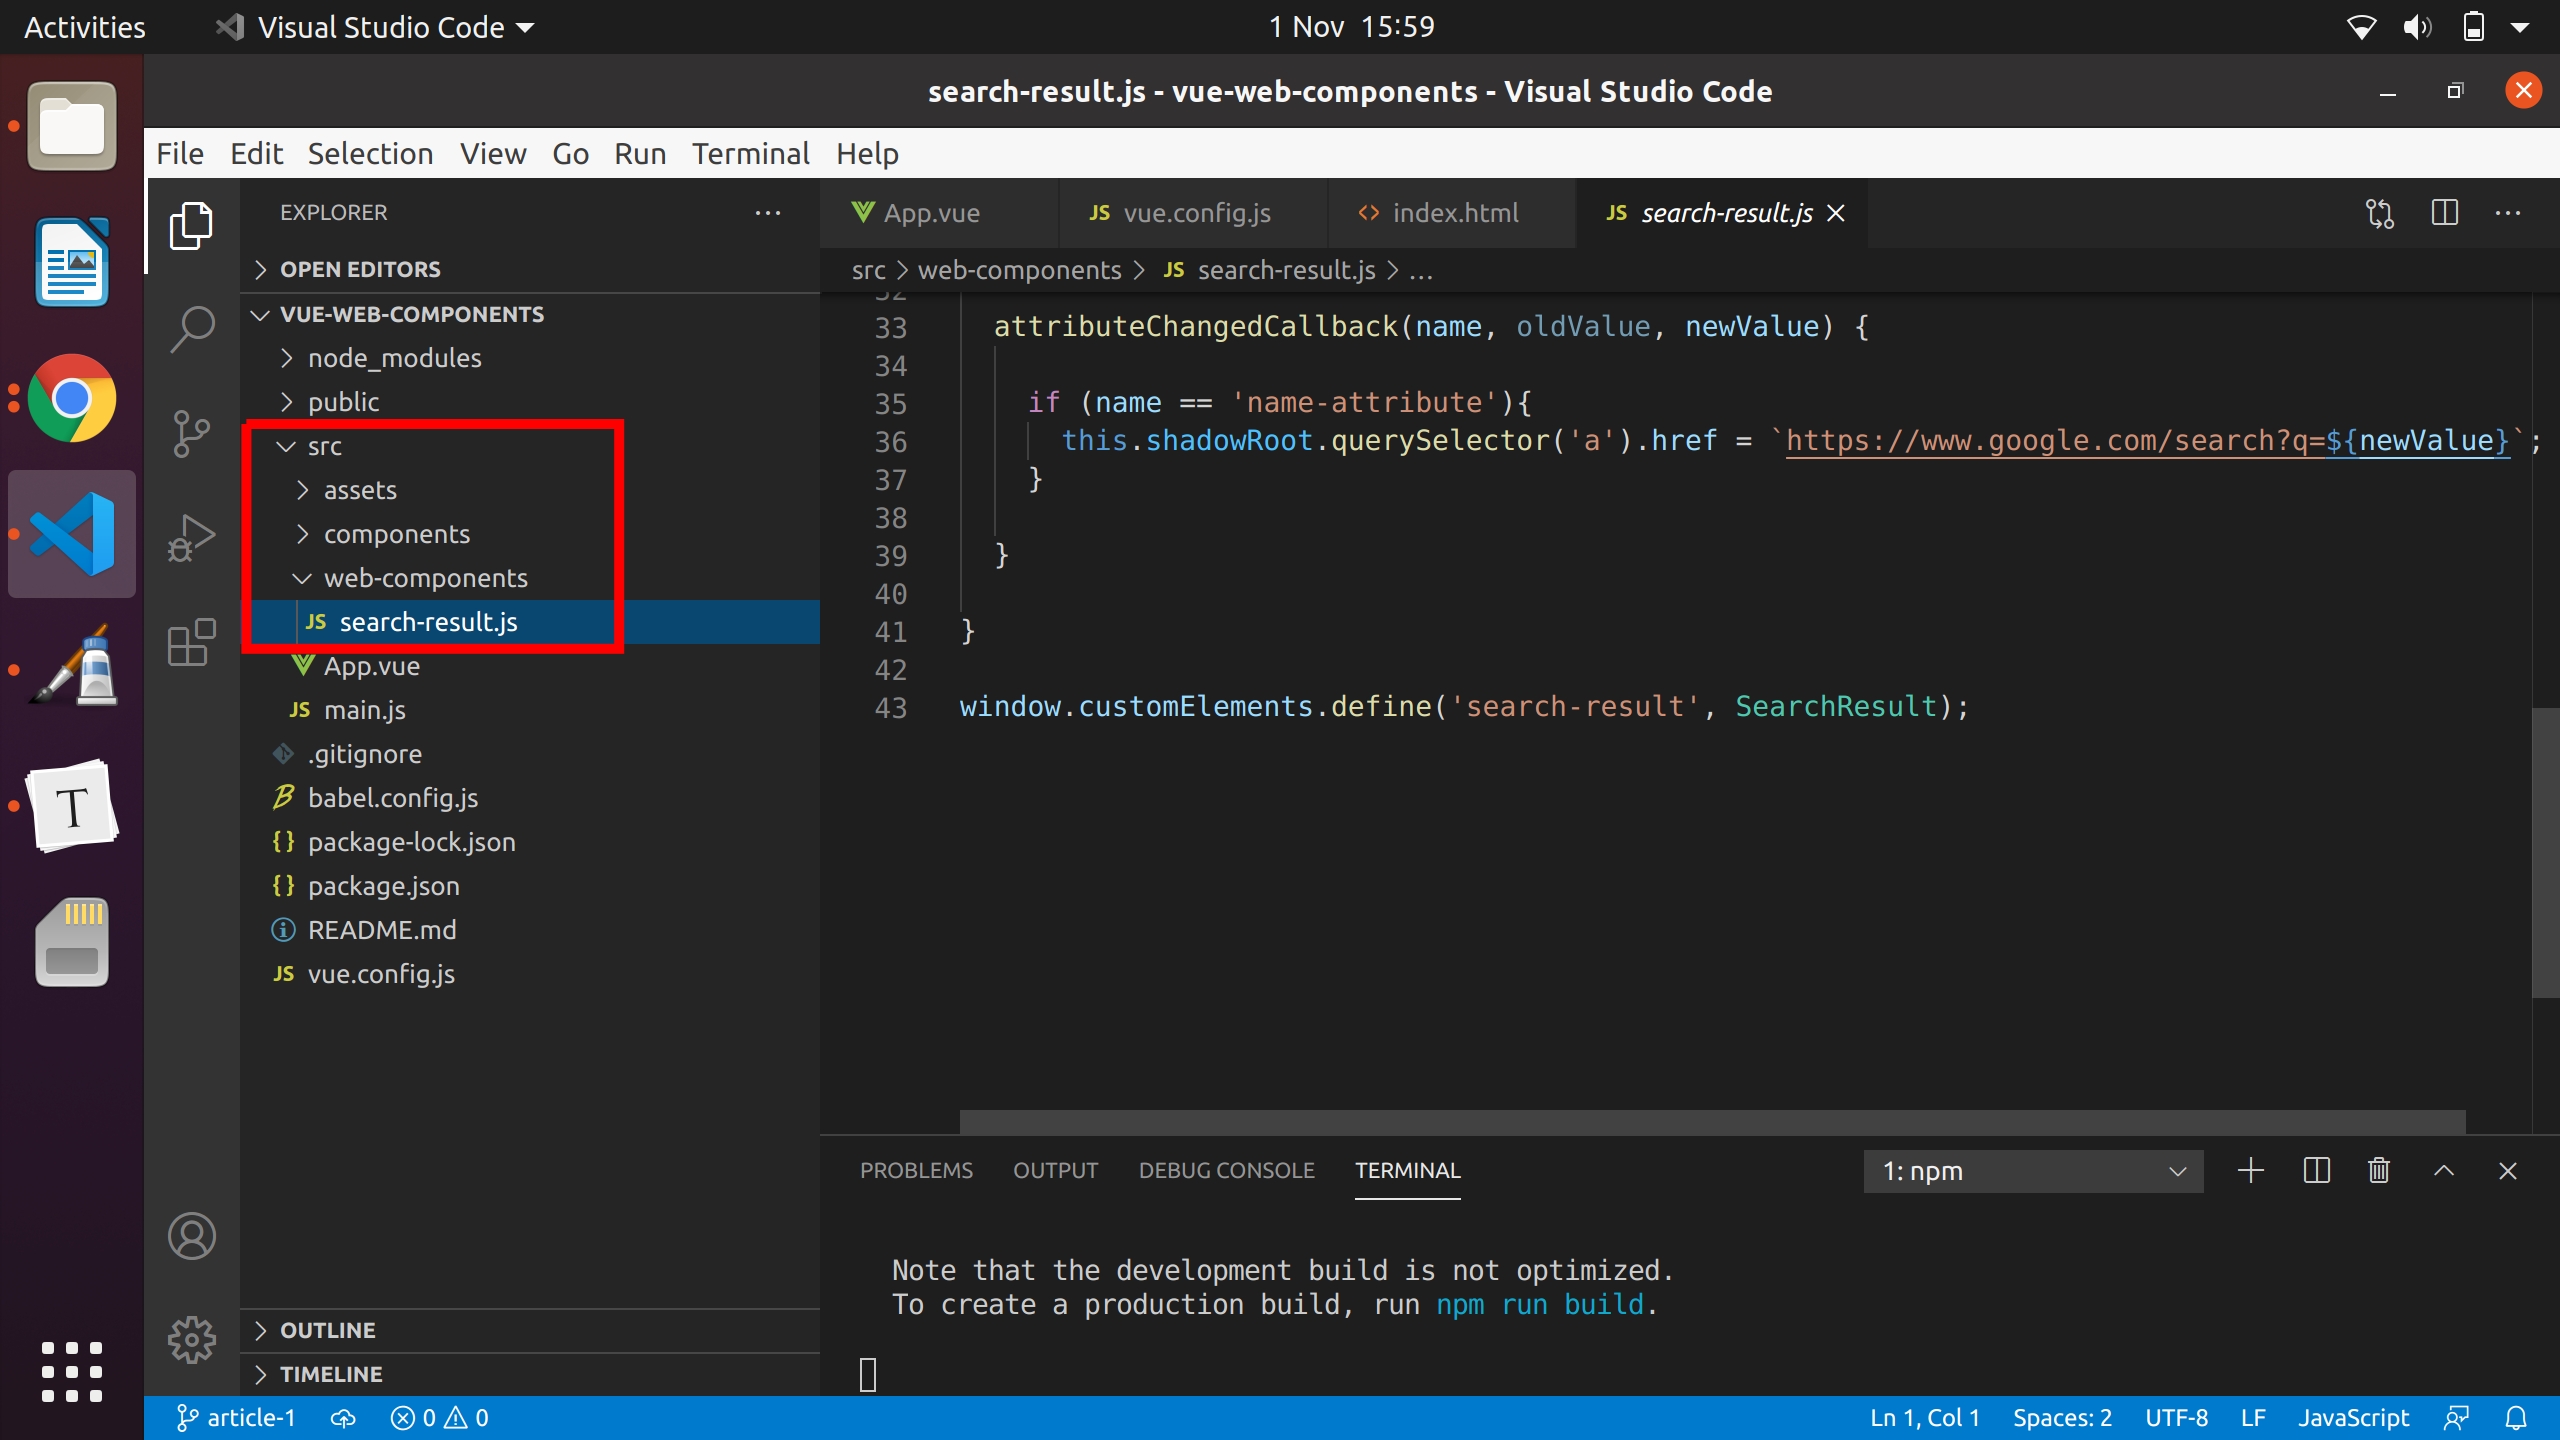 Activities
Visual Studio Code
1 Nov 15:59
search-result.js - vue-web-components - Visual Studio Code
File Edit Selection View Go Run Terminal Help
EXPLORER
OPEN EDITORS
VUE-WEB-COMPONENTS
node_modules
public
src
assets
components
web-components
JS search-result.js
App.vue
JS main.js
.gitignore
babel.config.js
{} package-lock.json
{} package.json
README.md
JS vue.config.js
OUTLINE
TIMELINE
App.vue
JS vue.config.js
<> index.html
JS search-result.js
src > web-components > JS search-result.js > ...
32
33 attributeChangedCallback(name, oldValue, newValue) {
34
35 if (name == 'name-attribute'){
36 this.shadowRoot.querySelector('a').href = `https://www.google.com/search?q=${newValue}`;
37 }
38
39 }
40
41 }
42
43 window.customElements.define('search-result', SearchResult);
PROBLEMS OUTPUT DEBUG CONSOLE TERMINAL
1: npm
Note that the development build is not optimized.
To create a production build, run npm run build.
T
article-1
0 0
Ln 1, Col 1
Spaces: 2
UTF-8
LF
JavaScript